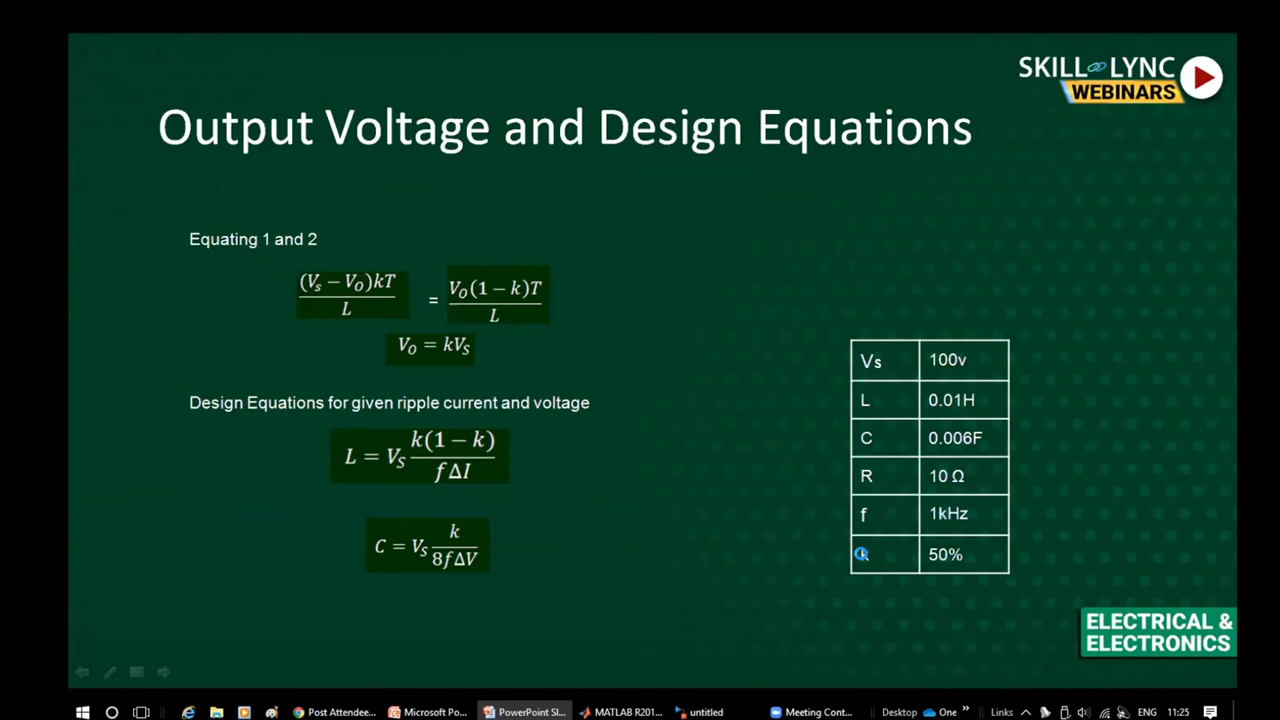 SKILL LYNC
WEBINARS
Output Voltage and Design Equations
Equating 1 and 2
(V_s − V_O)kT / L = V_O(1 − k)T / L
V_O = kV_S
Design Equations for given ripple current and voltage
L = V_S k(1 − k) / fΔI
C = V_S k / 8fΔV
Vs 100v
L 0.01H
C 0.006F
R 10 Ω
f 1kHz
50%
ELECTRICAL &
ELECTRONICS
Post Attendee... Microsoft Po... PowerPoint Sl... MATLAB R201... untitled Meeting Cont... Desktop One » Links » ENG 11:25